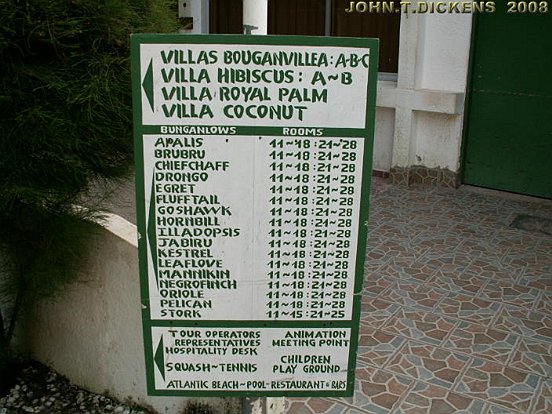 JOHN.T.DICKENS 2008
VILLAS BOUGANVILLEA: A-B-C
VILLA HIBISCUS: A~B
VILLA ROYAL PALM
VILLA COCONUT
BUNGANLOWS ROOMS
APALIS 11~18:21~28
BRUBRU 11~18:21~28
CHIEFCHAFF 11~18:21~28
DRONGO 11~18:21~28
EGRET 11~18:21~28
FLUFFTAIL 11~18:21~28
GOSHAWK 11~18:21~28
HORNBILL 11~18:21~28
ILLADOPSIS 11~18:21~28
JABIRU 11~18:21~28
KESTREL 11~18:21~28
LEAFLOVE 11~18:21~28
MANNIKIN 11~18:21~28
NEGROFINCH 11~18:21~28
ORIOLE 11~18:21~28
PELICAN 11~18:21~28
STORK 11~15:21~25
TOUR OPERATORS
REPRESENTATIVES
HOSPITALITY DESK
ANIMATION
MEETING POINT
SQUASH~TENNIS
CHILDREN
PLAY GROUND
ATLANTIC BEACH~POOL~RESTAURANT & BARS